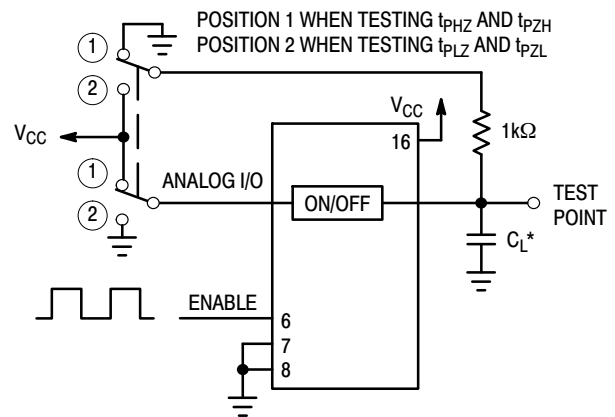 POSITION 1 WHEN TESTING tPHZ AND tPZH
POSITION 2 WHEN TESTING tPLZ AND tPZL
1
2
VCC
VCC
16
1kΩ
1
2
ANALOG I/O
ON/OFF
TEST
POINT
CL*
ENABLE
6
7
8